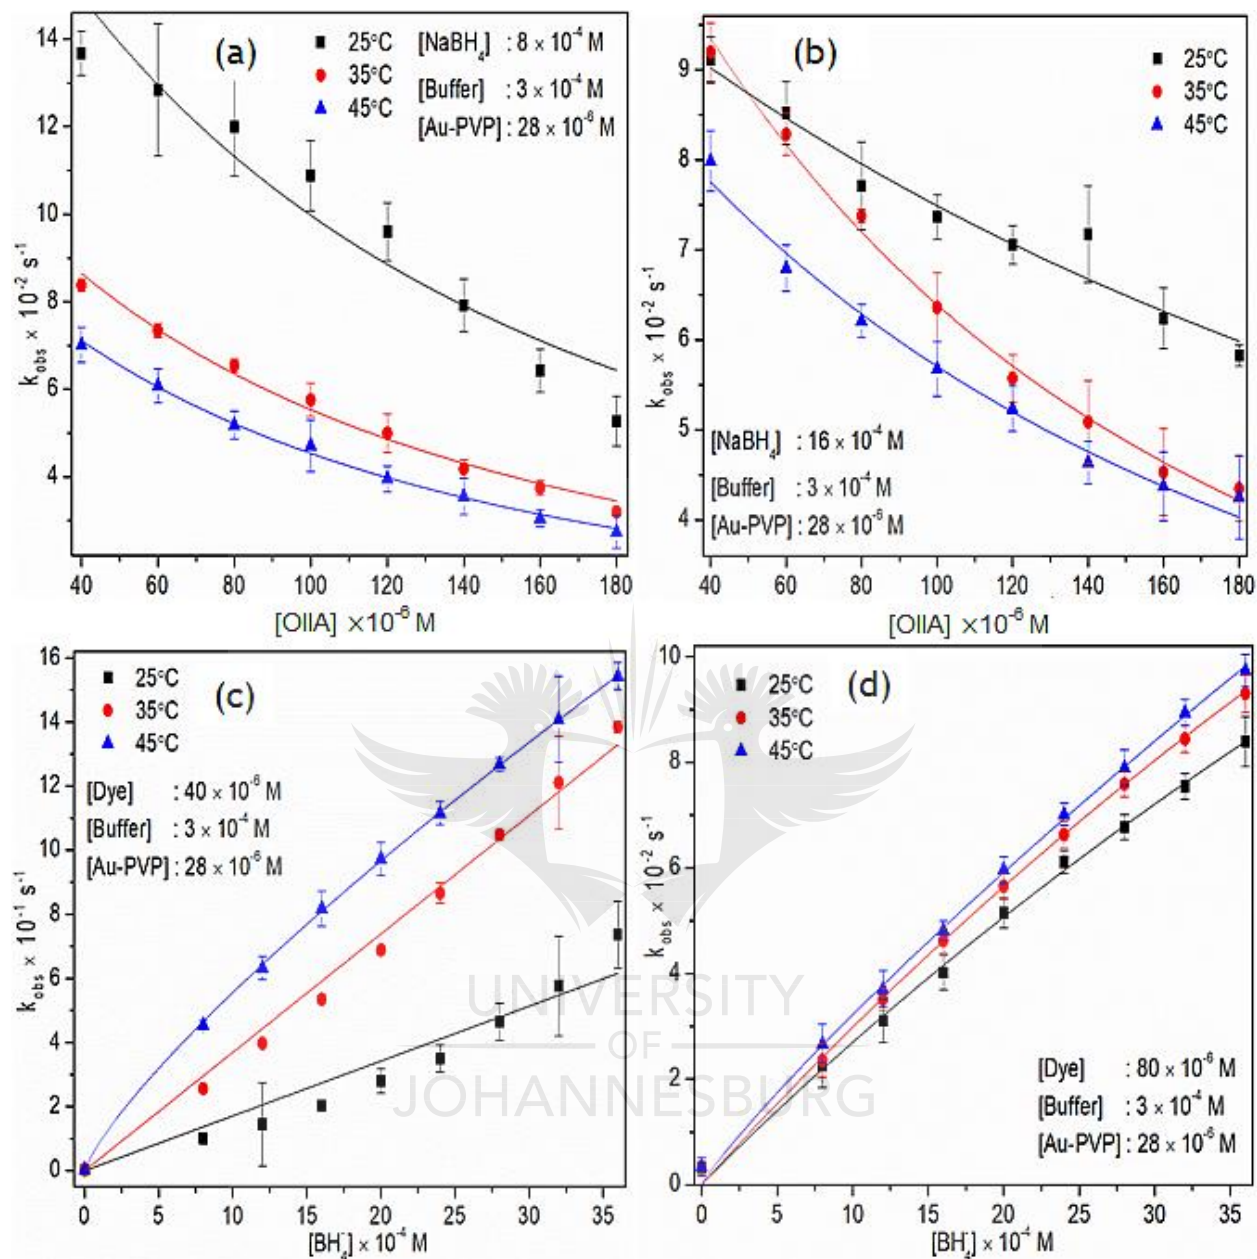 (a)
25°C
35°C
45°C
[NaBH₄] : 8 × 10⁻⁴ M
[Buffer] : 3 × 10⁻⁴ M
[Au-PVP] : 28 × 10⁻⁶ M
14
12
10
8
6
4
k_obs × 10⁻² s⁻¹
40 60 80 100 120 140 160 180
[OIIA] ×10⁻⁶ M
(b)
25°C
35°C
45°C
9
8
7
6
5
4
k_obs × 10⁻² s⁻¹
[NaBH₄] : 16 × 10⁻⁴ M
[Buffer] : 3 × 10⁻⁴ M
[Au-PVP] : 28 × 10⁻⁶ M
40 60 80 100 120 140 160 180
[OIIA] ×10⁻⁶ M
(c)
25°C
35°C
45°C
[Dye] : 40 × 10⁻⁶ M
[Buffer] : 3 × 10⁻⁴ M
[Au-PVP] : 28 × 10⁻⁶ M
16
14
12
10
8
6
4
2
0
k_obs × 10⁻¹ s⁻¹
0 5 10 15 20 25 30 35
[BH₄⁻] × 10⁻⁴ M
(d)
25°C
35°C
45°C
10
8
6
4
2
0
k_obs × 10⁻² s⁻¹
[Dye] : 80 × 10⁻⁶ M
[Buffer] : 3 × 10⁻⁴ M
[Au-PVP] : 28 × 10⁻⁶ M
0 5 10 15 20 25 30 35
[BH₄⁻] × 10⁻⁴ M
UNIVERSITY
OF
JOHANNESBURG